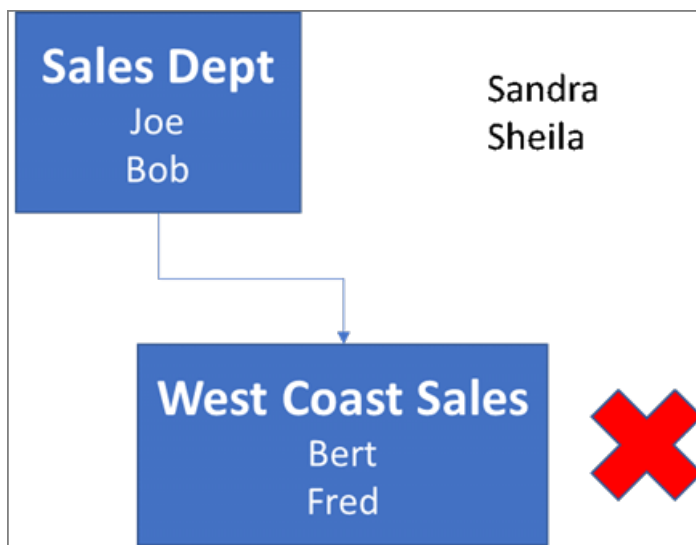 Sales Dept
Joe
Bob
Sandra
Sheila
West Coast Sales
Bert
Fred